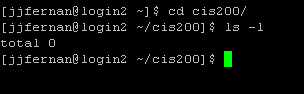 [jjfernan@login2 ~]$ cd cis200/
[jjfernan@login2 ~/cis200]$ ls -l
total 0
[jjfernan@login2 ~/cis200]$